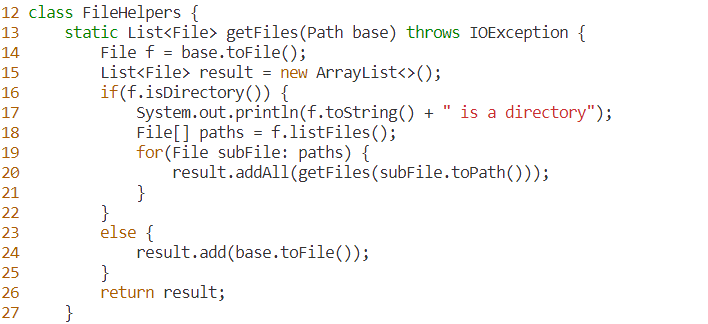 12 class FileHelpers {
13     static List<File> getFiles(Path base) throws IOException {
14         File f = base.toFile();
15         List<File> result = new ArrayList<>();
16         if(f.isDirectory()) {
17             System.out.println(f.toString() + " is a directory");
18             File[] paths = f.listFiles();
19             for(File subFile: paths) {
20                 result.addAll(getFiles(subFile.toPath()));
21             }
22         }
23         else {
24             result.add(base.toFile());
25         }
26         return result;
27     }